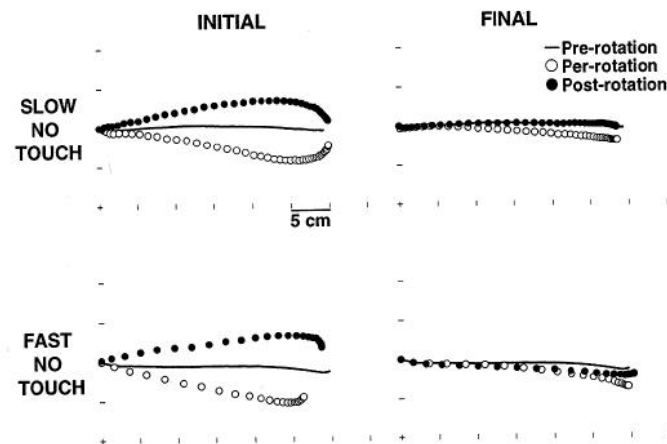 INITIAL
FINAL
Pre-rotation
Per-rotation
Post-rotation
SLOW
NO
TOUCH
5 cm
FAST
NO
TOUCH